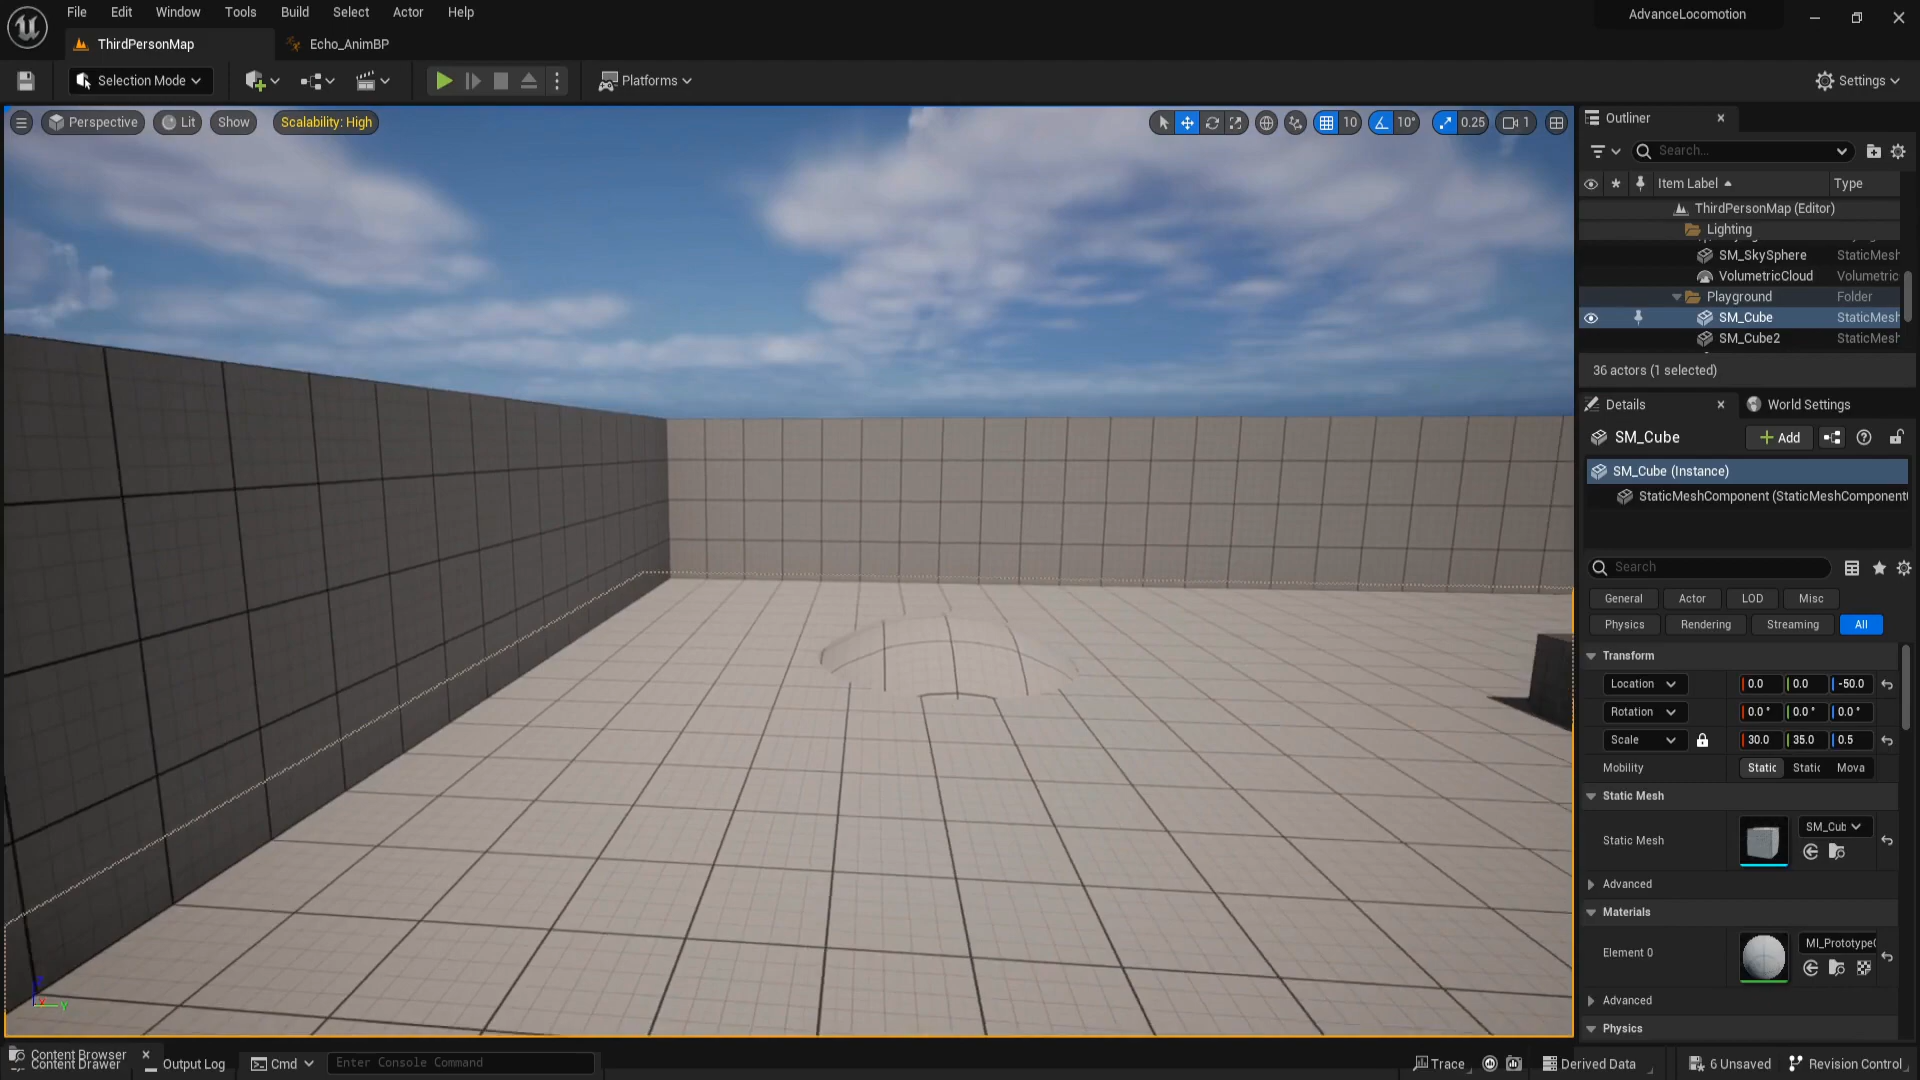 File Edit Window Tools Build Select Actor Help
AdvanceLocomotion
ThirdPersonMap
Echo_AnimBP
Selection Mode
Platforms
Settings
Perspective
Lit
Show
Scalability: High
10
10°
0.25
1
Outliner
Search...
Item Label
Type
ThirdPersonMap (Editor)
Lighting
SM_SkySphere StaticMesh
VolumetricCloud Volumetric
Playground Folder
SM_Cube StaticMesh
SM_Cube2 StaticMesh
36 actors (1 selected)
Details
World Settings
SM_Cube
Add
SM_Cube (Instance)
StaticMeshComponent (StaticMeshComponent
Search
General Actor LOD Misc
Physics Rendering Streaming All
Transform
Location 0.0 0.0 -50.0
Rotation 0.0 ° 0.0 ° 0.0 °
Scale 30.0 35.0 0.5
Mobility Static Static Mova
Static Mesh
Static Mesh
SM_Cub
Advanced
Materials
Element 0
MI_Prototype
Advanced
Physics
Content Browser
Content Drawer
Output Log
Cmd
Enter Console Command
Trace
Derived Data
6 Unsaved
Revision Control